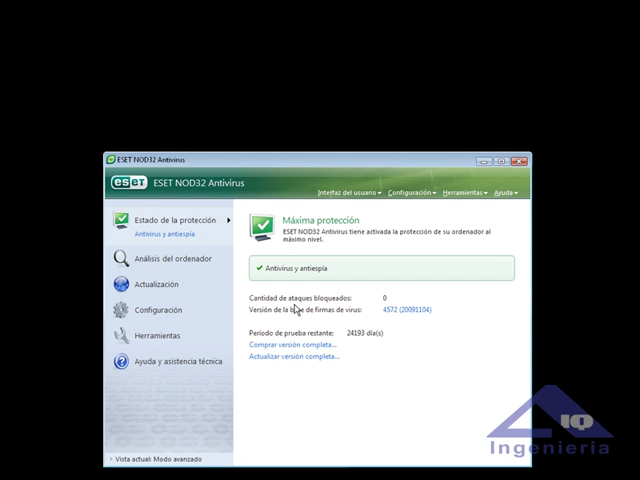 ESET NOD32 Antivirus
eset ESET NOD32 Antivirus
Interfaz del usuario Configuración Herramientas Ayuda
Estado de la protección
Antivirus y antiespía
Análisis del ordenador
Actualización
Configuración
Herramientas
Ayuda y asistencia técnica
Vista actual: Modo avanzado
Máxima protección
ESET NOD32 Antivirus tiene activada la protección de su ordenador al
máximo nivel.
Antivirus y antiespía
Cantidad de ataques bloqueados: 0
Versión de la base de firmas de virus: 4572 (20091104)
Período de prueba restante: 24193 día(s)
Comprar versión completa...
Actualizar versión completa...
IQ
Ingenieria